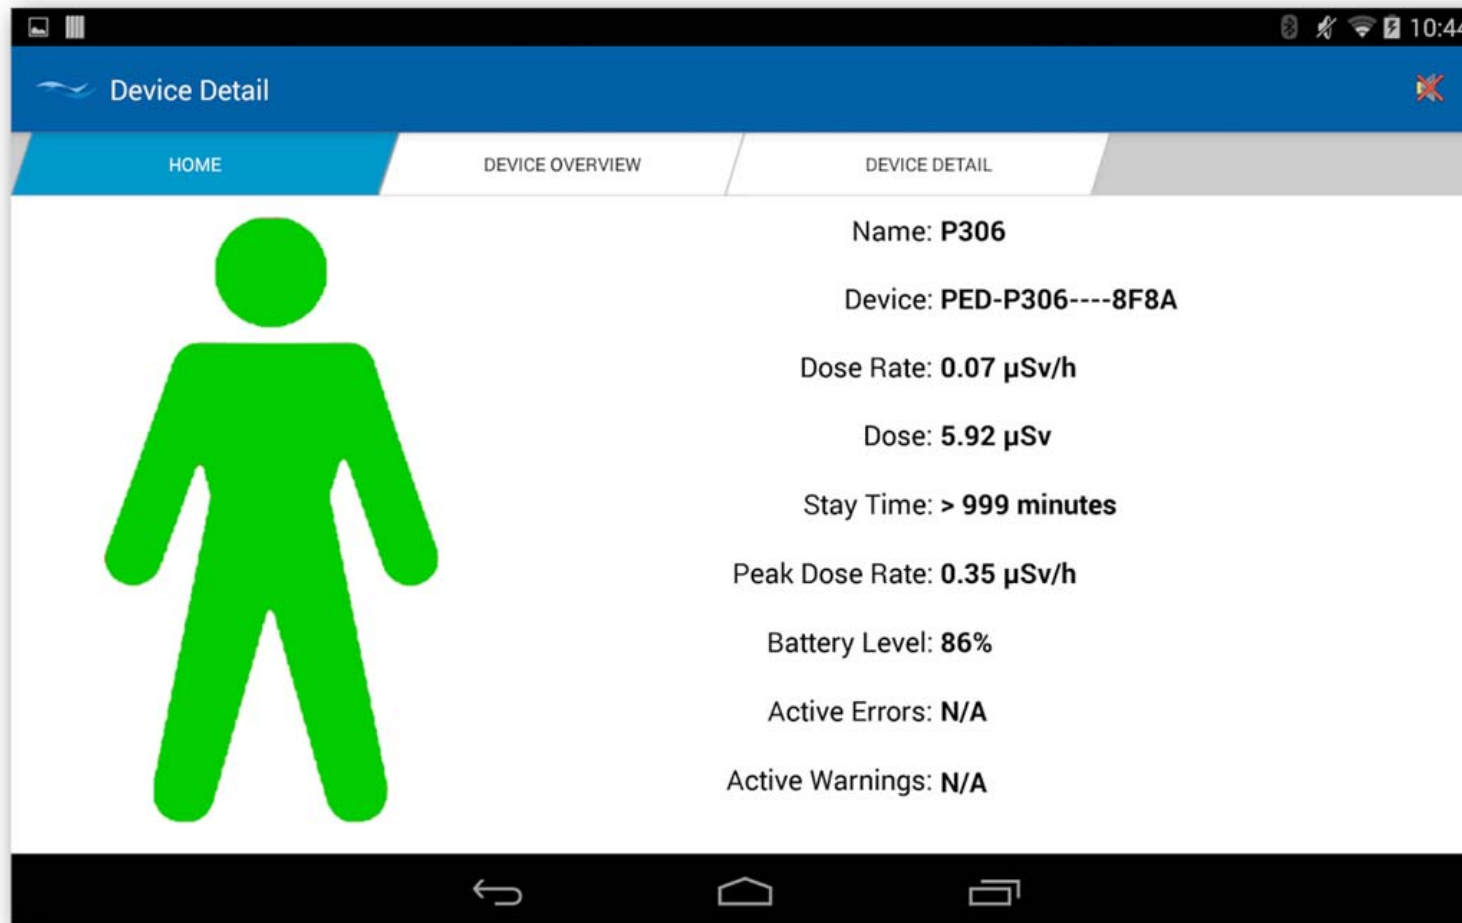 10:44
Device Detail
HOME DEVICE OVERVIEW DEVICE DETAIL
Name: P306
Device: PED-P306----8F8A
Dose Rate: 0.07 µSv/h
Dose: 5.92 µSv
Stay Time: > 999 minutes
Peak Dose Rate: 0.35 µSv/h
Battery Level: 86%
Active Errors: N/A
Active Warnings: N/A